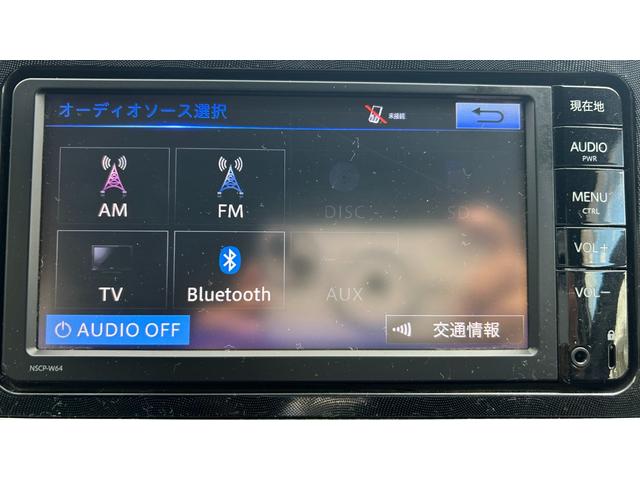 オーディオソース選択
未接続
現在地
AUDIO
PWR
AM
FM
DISC
SD
MENU
CTRL
VOL+
TV
Bluetooth
AUX
VOL−
AUDIO OFF
交通情報
NSCP-W64